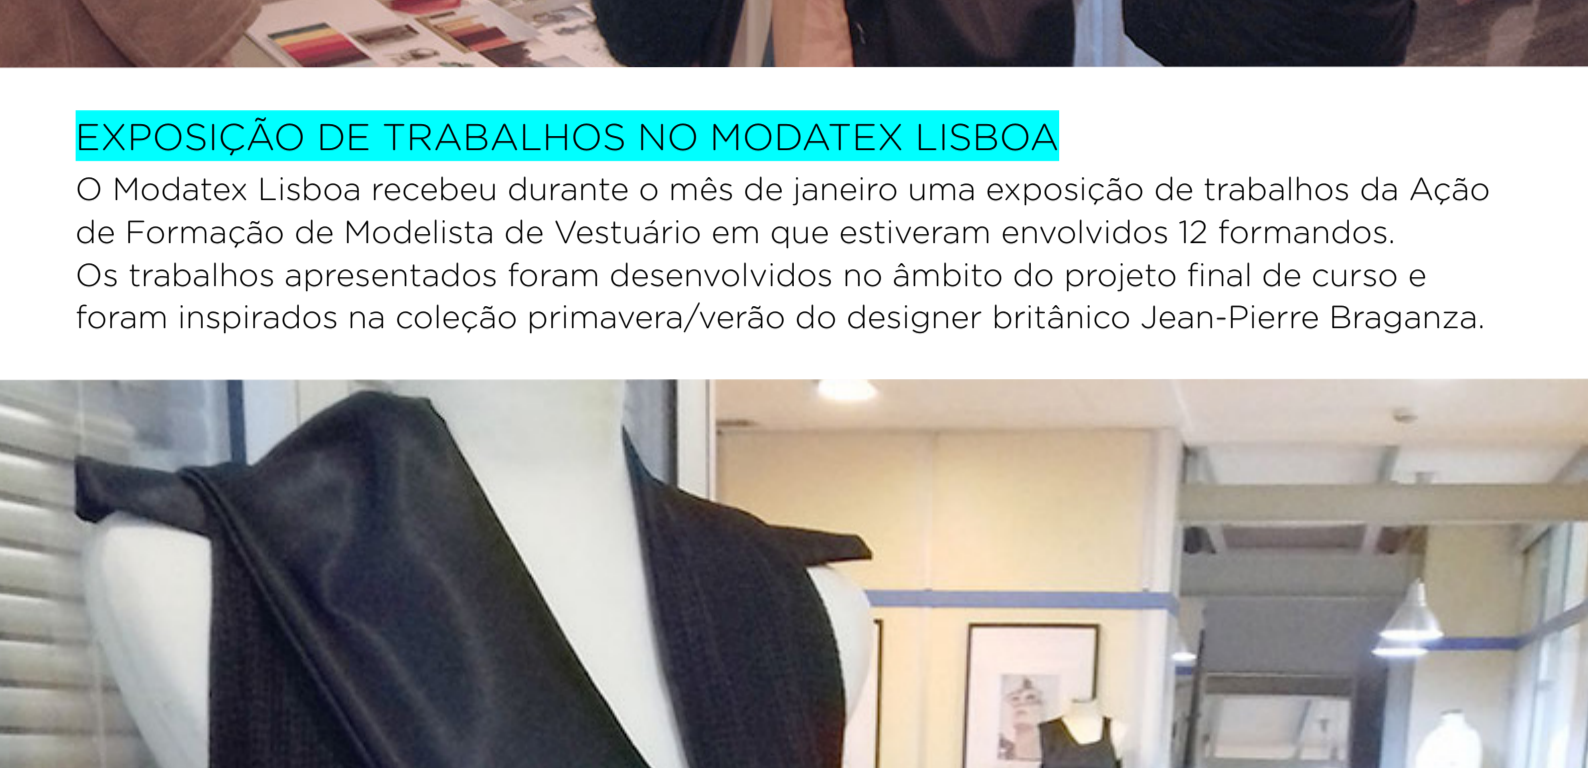 EXPOSIÇÃO DE TRABALHOS NO MODATEX LISBOA
O Modatex Lisboa recebeu durante o mês de janeiro uma exposição de trabalhos da Ação
de Formação de Modelista de Vestuário em que estiveram envolvidos 12 formandos.
Os trabalhos apresentados foram desenvolvidos no âmbito do projeto final de curso e
foram inspirados na coleção primavera/verão do designer britânico Jean-Pierre Braganza.